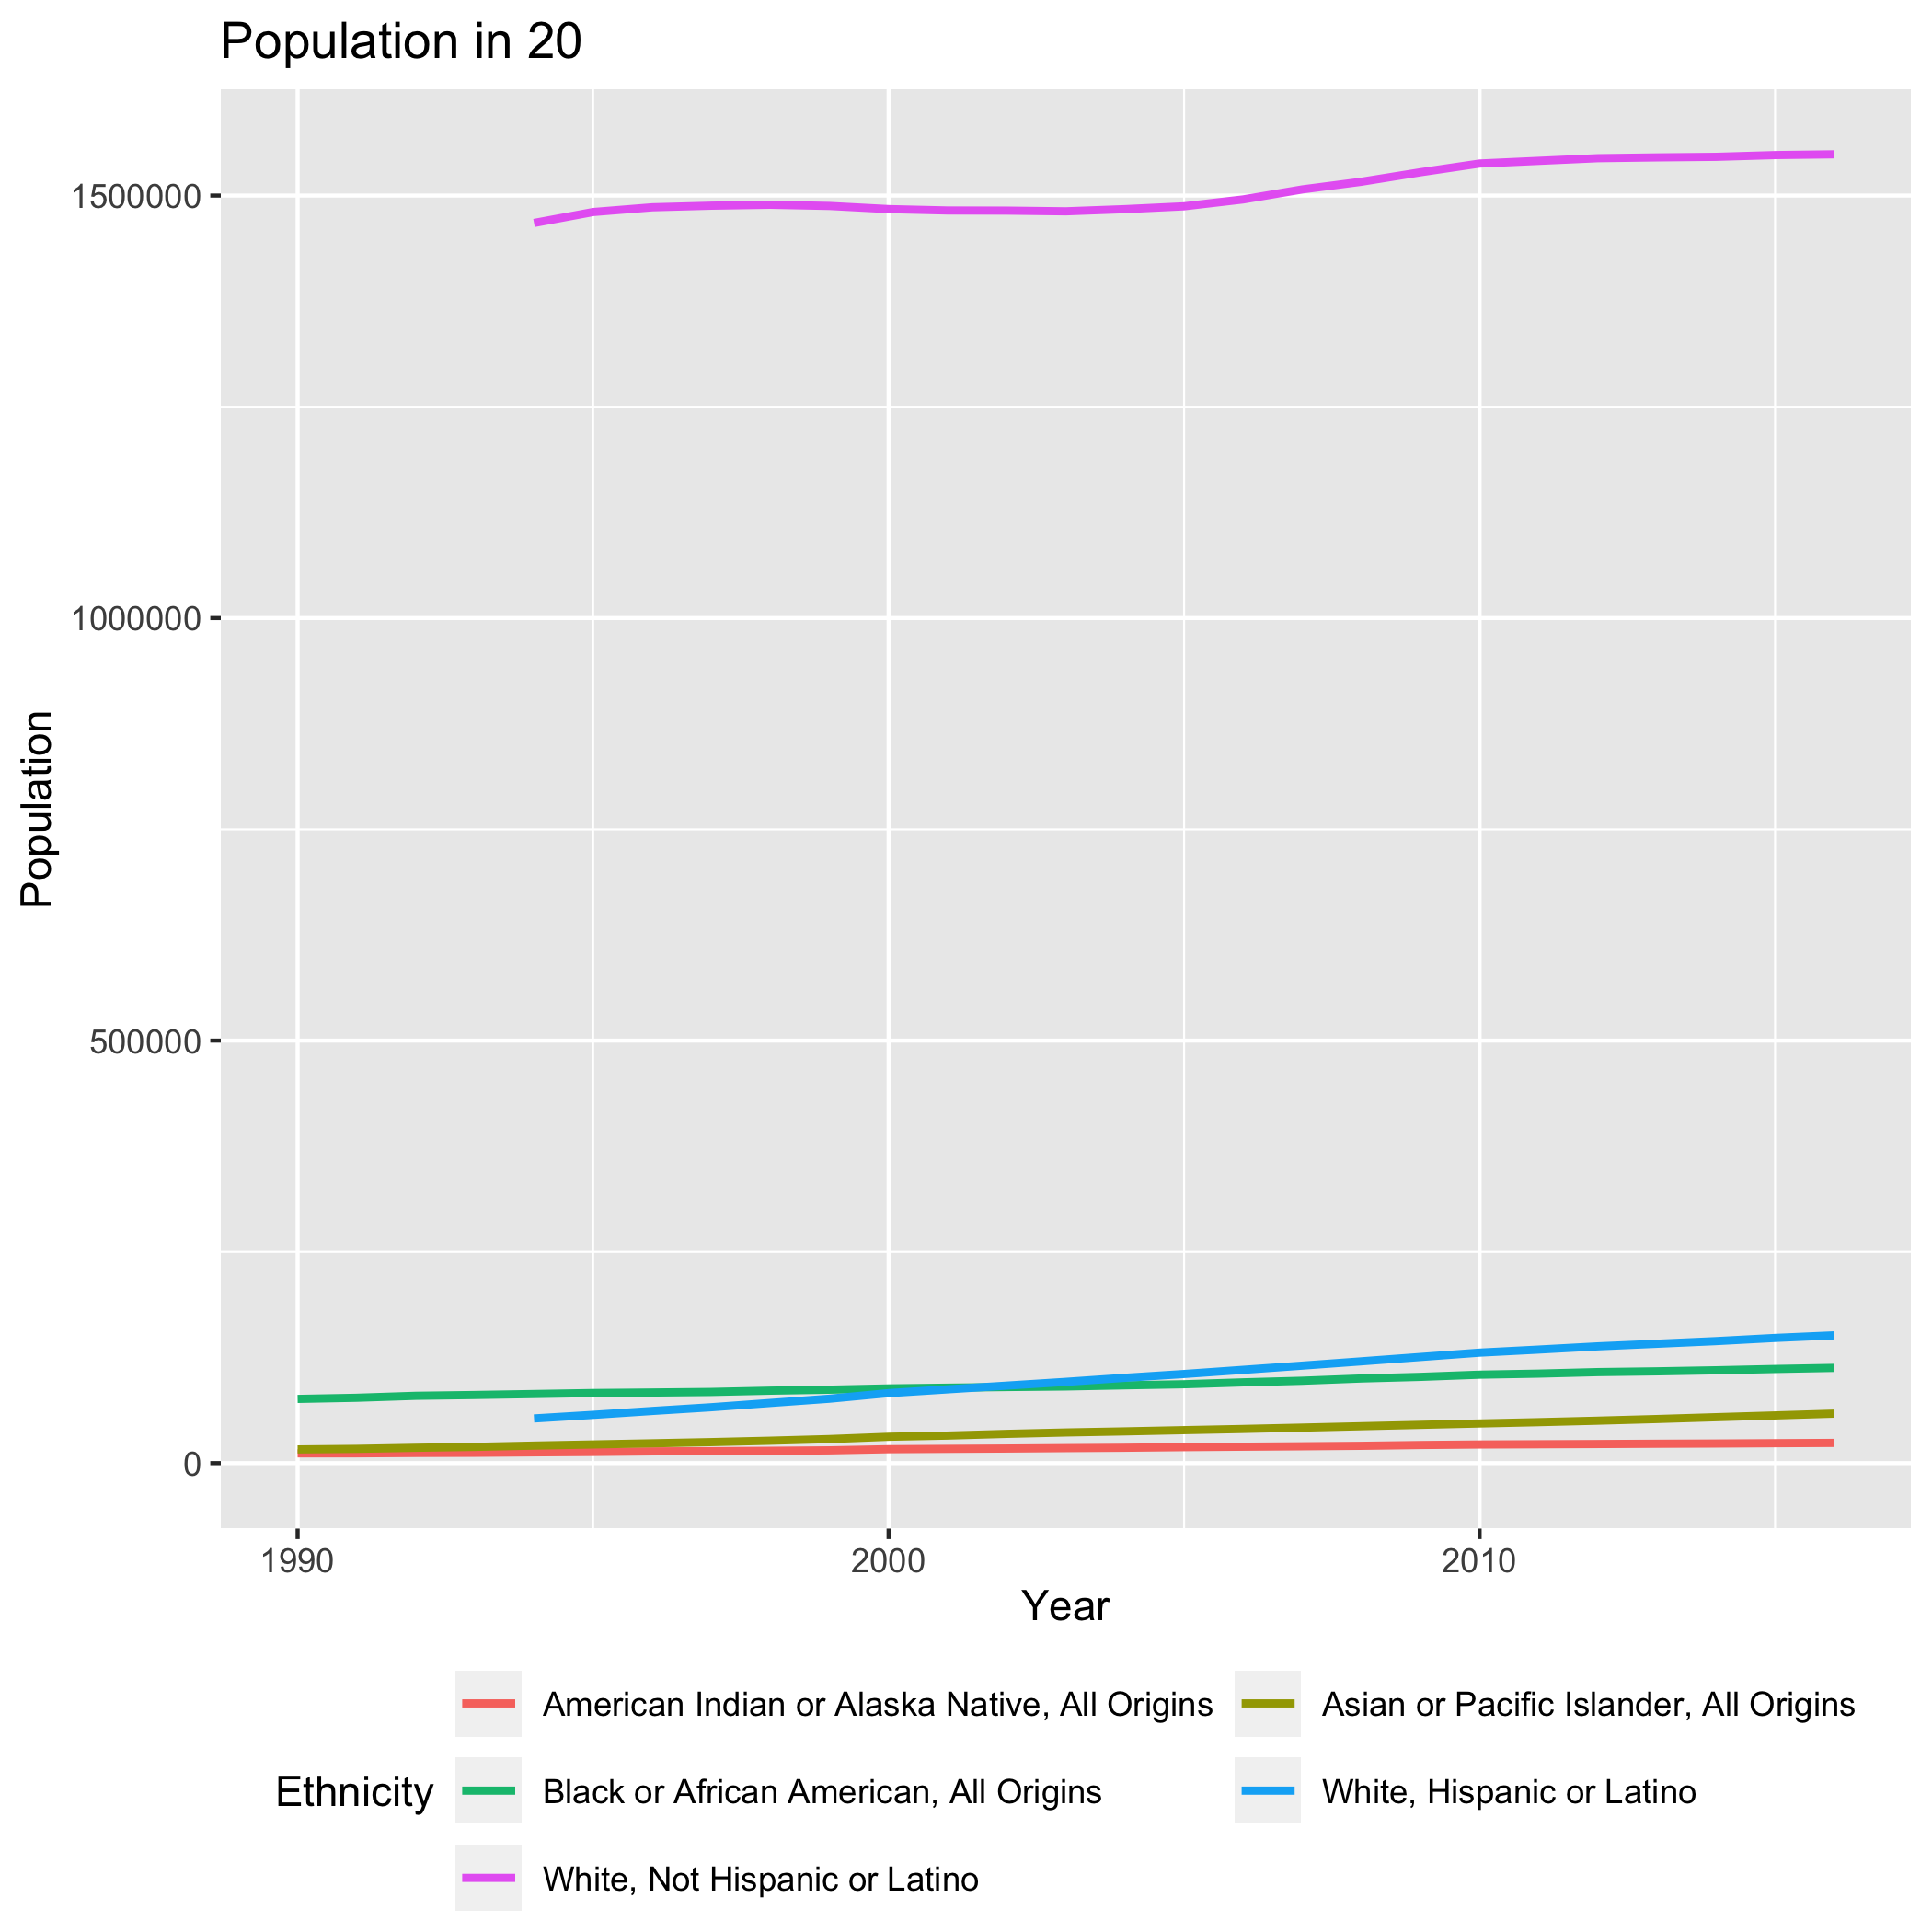 Population in 20
1500000
1000000
500000
0
Population
1990 2000 2010
Year
Ethnicity
American Indian or Alaska Native, All Origins
Asian or Pacific Islander, All Origins
Black or African American, All Origins
White, Hispanic or Latino
White, Not Hispanic or Latino